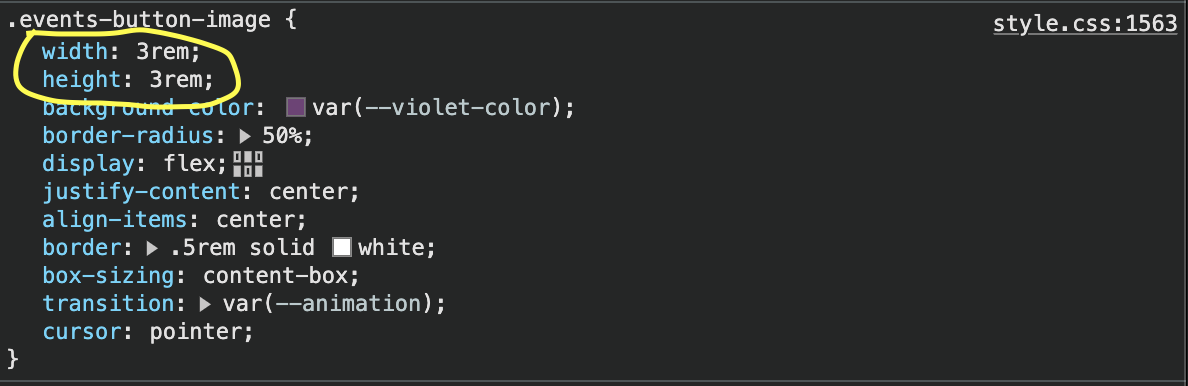 .events-button-image {
style.css:1563
width: 3rem;
height: 3rem;
background-color: var(--violet-color);
border-radius: 50%;
display: flex;
justify-content: center;
align-items: center;
border: .5rem solid white;
box-sizing: content-box;
transition: var(--animation);
cursor: pointer;
}